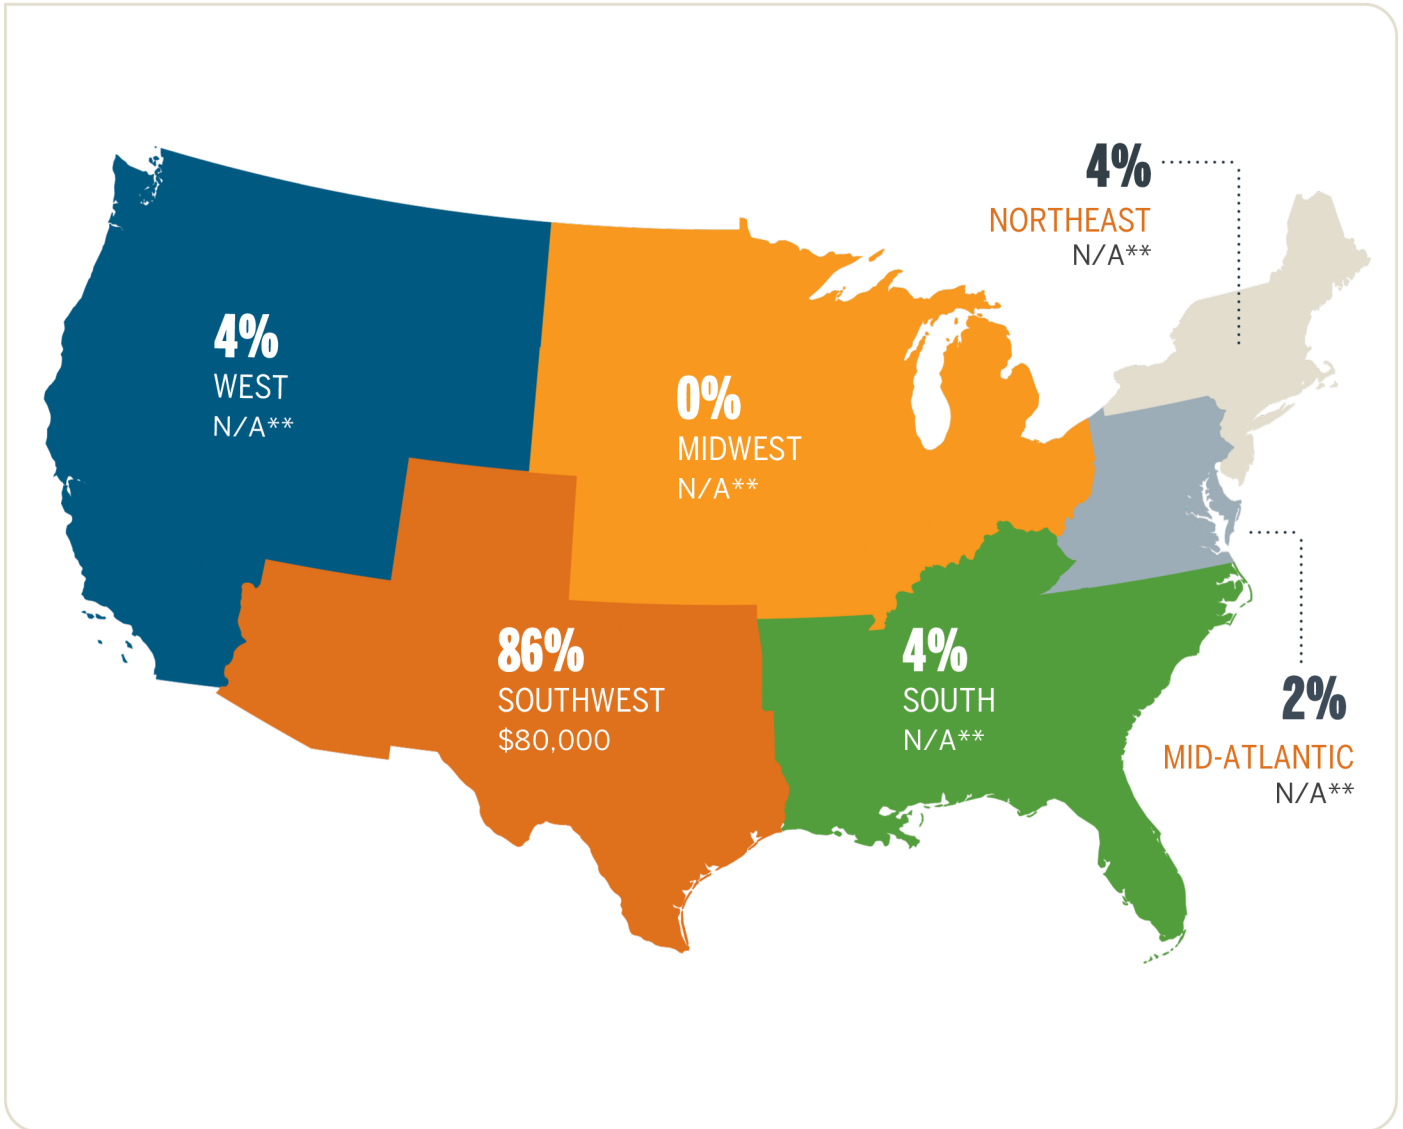 4%
NORTHEAST
N/A**
4%
WEST
N/A**
0%
MIDWEST
N/A**
86%
SOUTHWEST
$80,000
4%
SOUTH
N/A**
2%
MID-ATLANTIC
N/A**